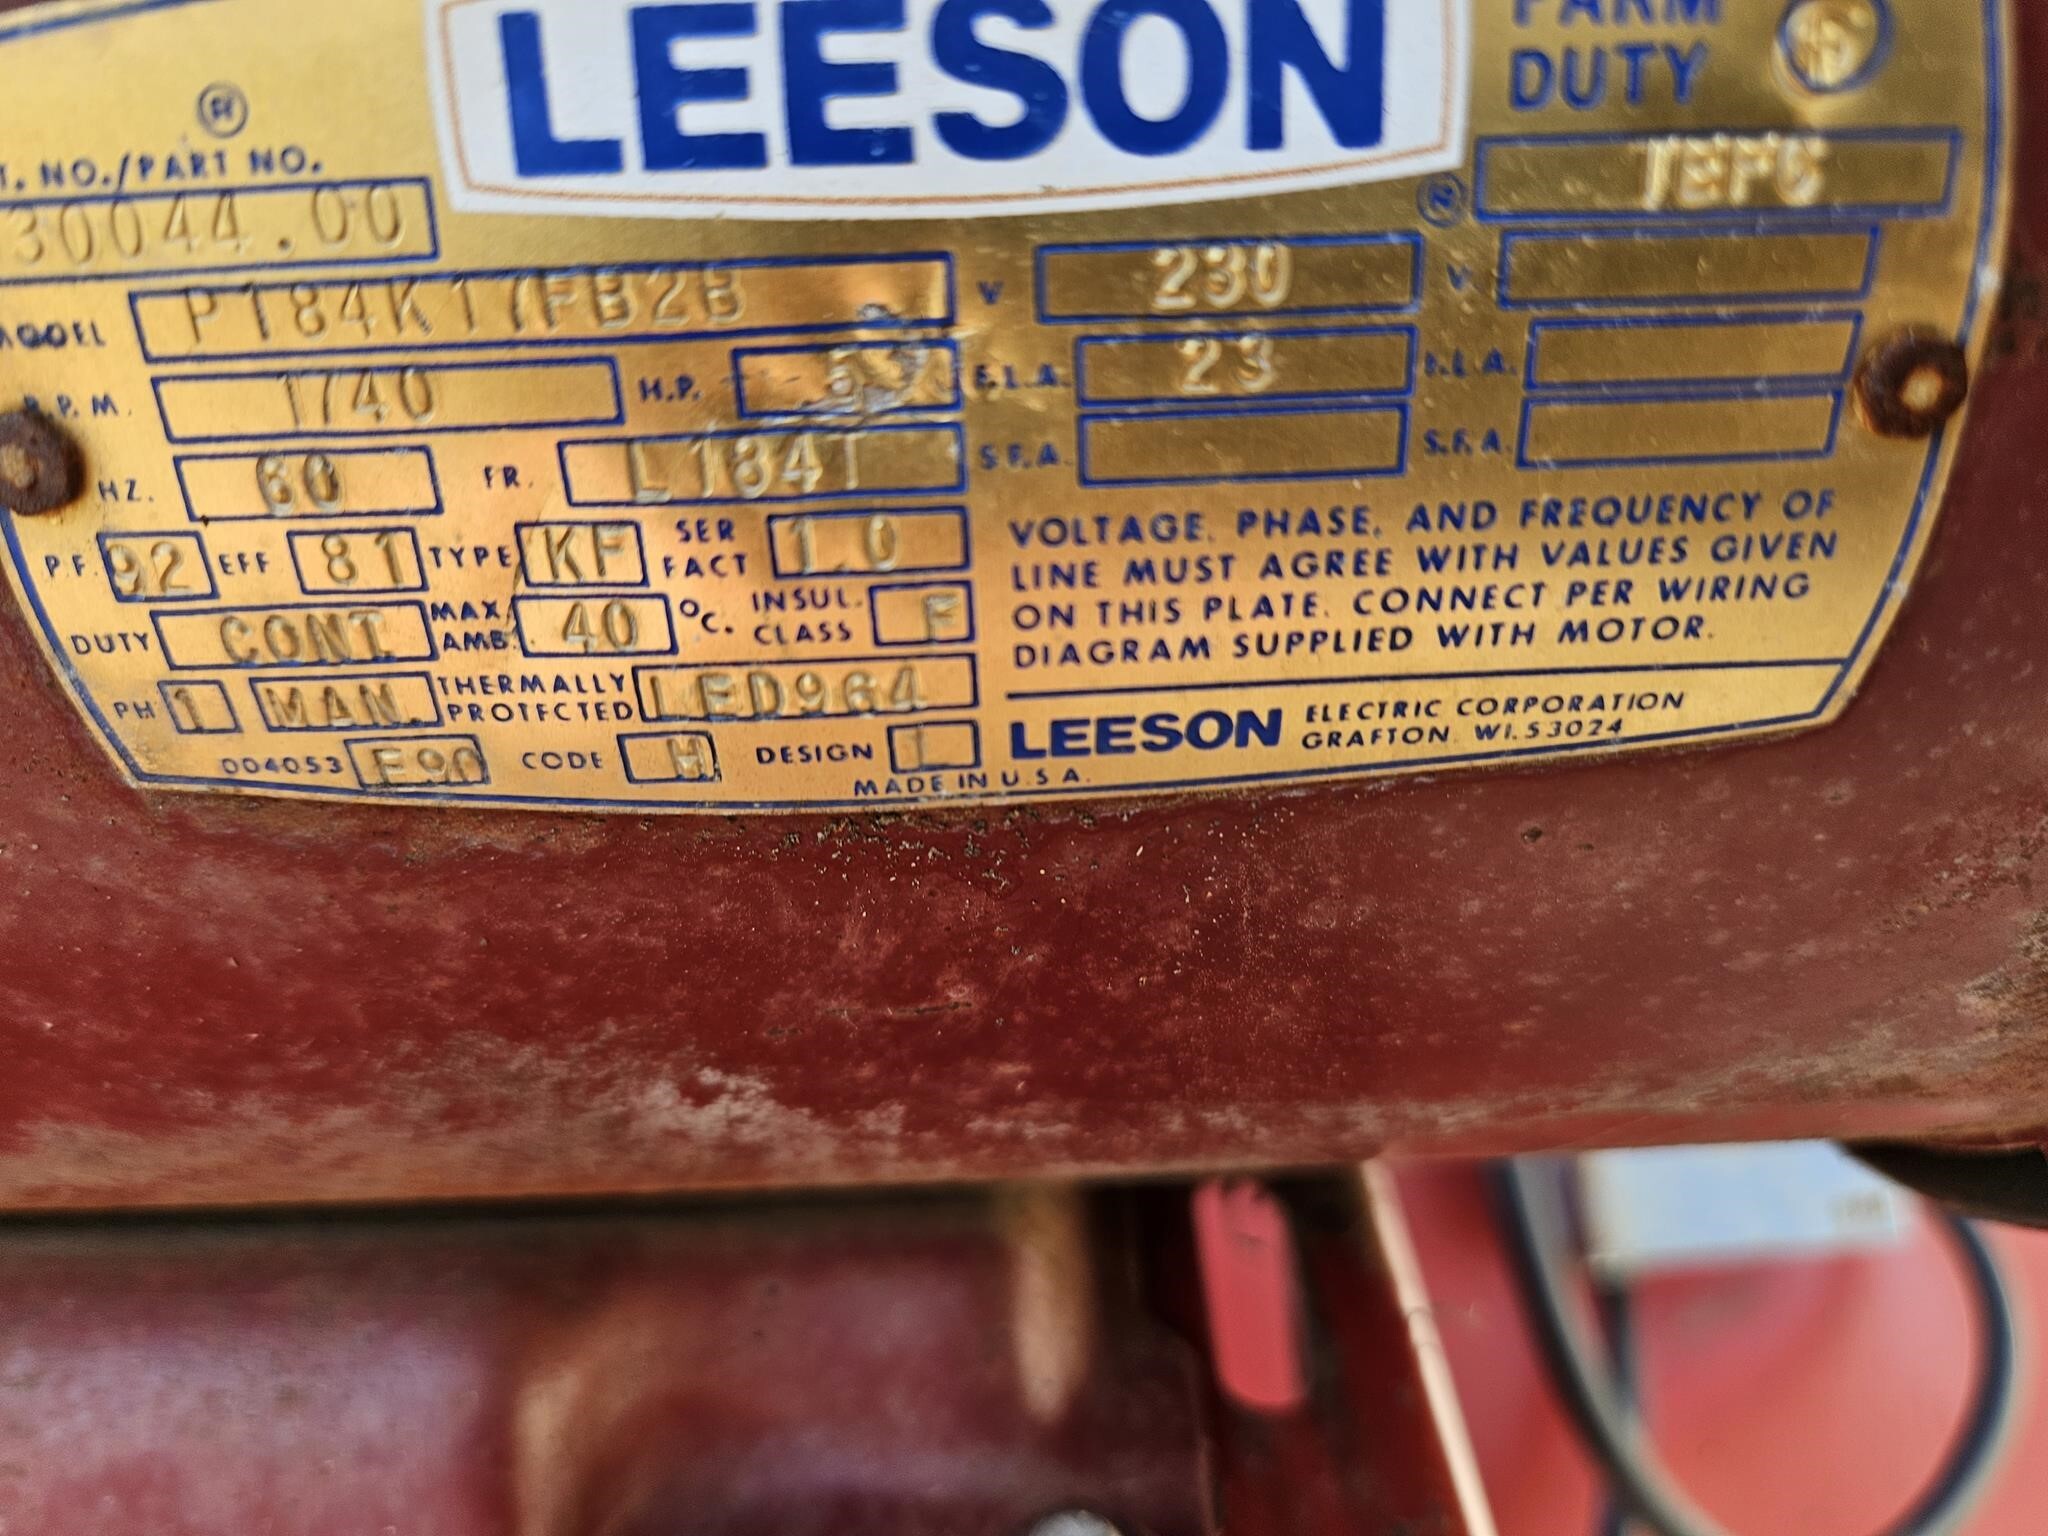 LEESON
FARM
DUTY
T. NO./PART NO.
30044.00
TEFC
MODEL P184K17FB2B V 230 V.
R.P.M. 1740 H.P. F.L.A. 23 F.L.A.
HZ. 60 FR. L184T S.F.A. S.F.A.
P.F. 92 EFF 81 TYPE KF SER FACT 1.0
DUTY CONT MAX. AMB. 40 °C. INSUL. CLASS F
PH 1 MAN. THERMALLY PROTECTED
004053 CODE H DESIGN L
MADE IN U.S.A.
VOLTAGE, PHASE, AND FREQUENCY OF
LINE MUST AGREE WITH VALUES GIVEN
ON THIS PLATE. CONNECT PER WIRING
DIAGRAM SUPPLIED WITH MOTOR.
LEESON ELECTRIC CORPORATION
GRAFTON, WI. 53024